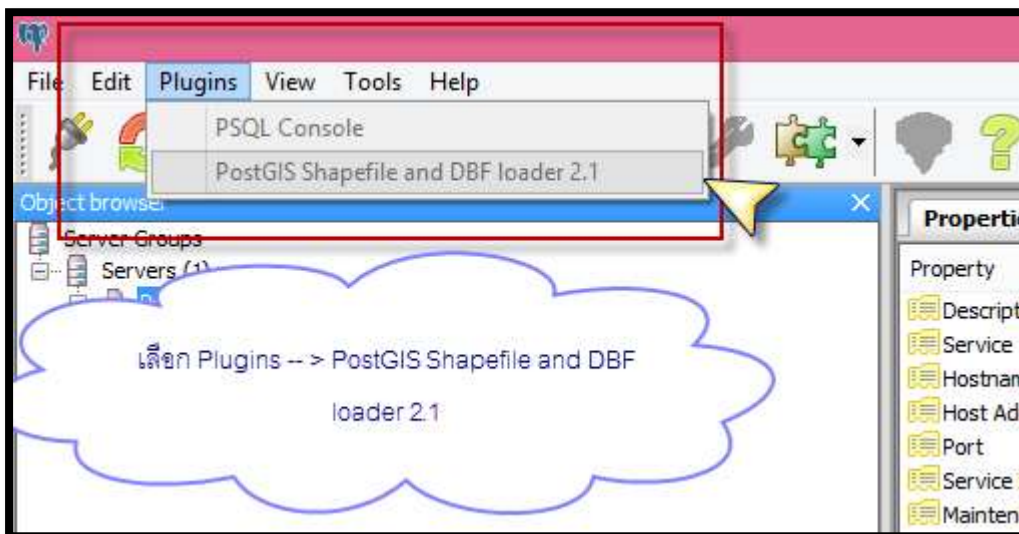 File Edit Plugins View Tools Help
PSQL Console
PostGIS Shapefile and DBF loader 2.1
Object browser
Server Groups
Servers (1)
เลือก Plugins -- > PostGIS Shapefile and DBF
loader 2.1
Properti
Property
Descript
Service
Hostnam
Host Ad
Port
Service
Mainten